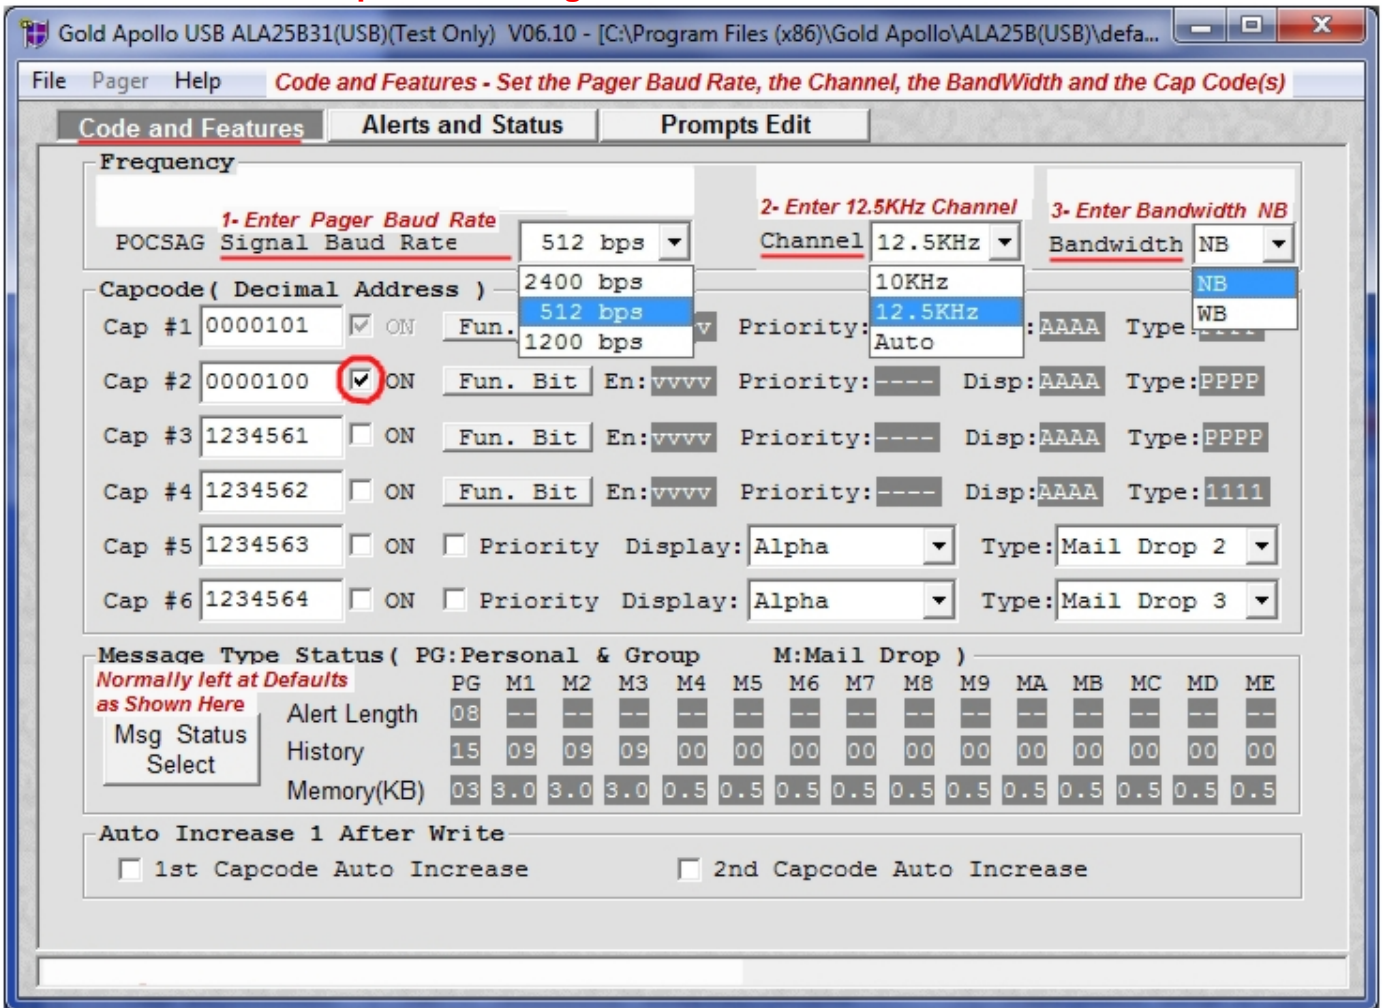 Gold Apollo USB ALA25B31(USB)(Test Only) V06.10 - [C:\Program Files (x86)\Gold Apollo\ALA25B(USB)\defa...
File Pager Help Code and Features - Set the Pager Baud Rate, the Channel, the BandWidth and the Cap Code(s)
Code and Features Alerts and Status Prompts Edit
Frequency
1- Enter Pager Baud Rate 2- Enter 12.5KHz Channel 3- Enter Bandwidth NB
POCSAG Signal Baud Rate 512 bps Channel 12.5KHz Bandwidth NB
2400 bps 10KHz NB
512 bps 12.5KHz WB
1200 bps Auto
Capcode( Decimal Address )
Cap #1 0000101 ON Fun. v Priority: :AAAA Type:
Cap #2 0000100 ON Fun. Bit En:vvvv Priority:---- Disp:AAAA Type:PPPP
Cap #3 1234561 ON Fun. Bit En:vvvv Priority:---- Disp:AAAA Type:PPPP
Cap #4 1234562 ON Fun. Bit En:vvvv Priority:---- Disp:AAAA Type:1111
Cap #5 1234563 ON Priority Display: Alpha Type: Mail Drop 2
Cap #6 1234564 ON Priority Display: Alpha Type: Mail Drop 3
Message Type Status( PG:Personal & Group M:Mail Drop )
Normally left at Defaults
as Shown Here
Msg Status
Select
PG M1 M2 M3 M4 M5 M6 M7 M8 M9 MA MB MC MD ME
Alert Length 08 -- -- -- -- -- -- -- -- -- -- -- -- -- --
History 15 09 09 09 00 00 00 00 00 00 00 00 00 00 00
Memory(KB) 03 3.0 3.0 3.0 0.5 0.5 0.5 0.5 0.5 0.5 0.5 0.5 0.5 0.5 0.5
Auto Increase 1 After Write
1st Capcode Auto Increase 2nd Capcode Auto Increase